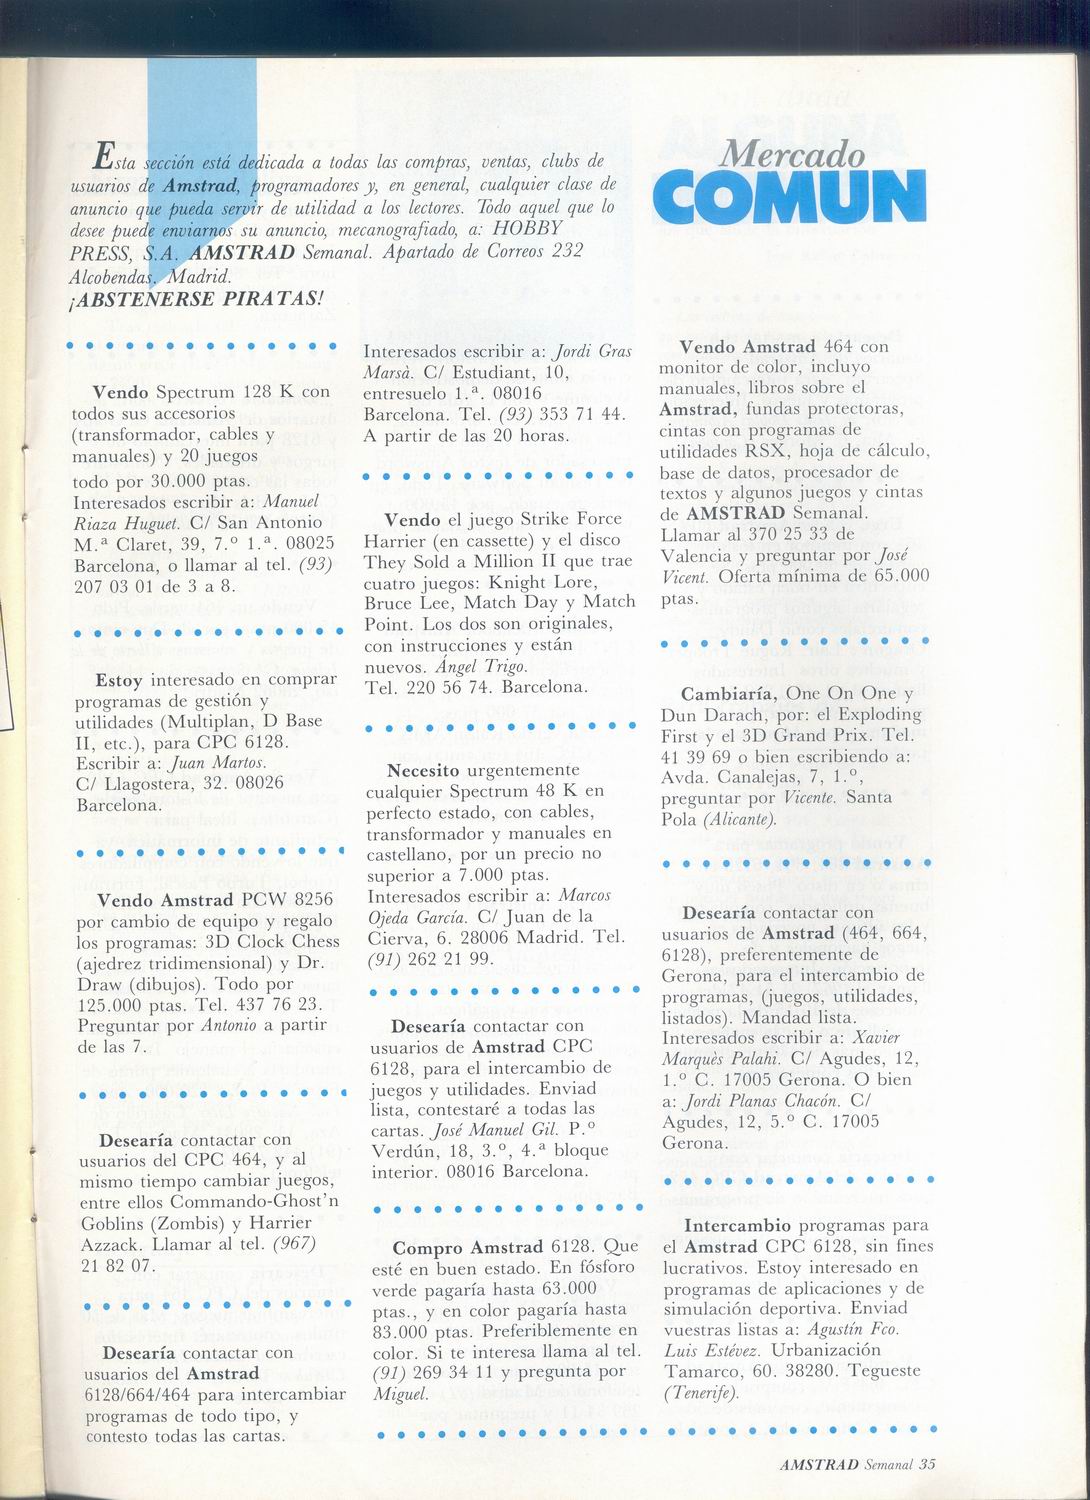 Esta sección está dedicada a todas las compras, ventas, clubs de
usuarios de Amstrad, programadores y, en general, cualquier clase de
anuncio que pueda servir de utilidad a los lectores. Todo aquel que lo
desee puede enviarnos su anuncio, mecanografiado, a: HOBBY
PRESS, S.A. AMSTRAD Semanal. Apartado de Correos 232
Alcobendas. Madrid.
¡ABSTENERSE PIRATAS!
Mercado
COMUN
Vendo Spectrum 128 K con
todos sus accesorios
(transformador, cables y
manuales) y 20 juegos
todo por 30.000 ptas.
Interesados escribir a: Manuel
Riaza Huguet. C/ San Antonio
M.ª Claret, 39, 7.º 1.ª. 08025
Barcelona, o llamar al tel. (93)
207 03 01 de 3 a 8.
Estoy interesado en comprar
programas de gestión y
utilidades (Multiplan, D Base
II, etc.), para CPC 6128.
Escribir a: Juan Martos.
C/ Llagostera, 32. 08026
Barcelona.
Vendo Amstrad PCW 8256
por cambio de equipo y regalo
los programas: 3D Clock Chess
(ajedrez tridimensional) y Dr.
Draw (dibujos). Todo por
125.000 ptas. Tel. 437 76 23.
Preguntar por Antonio a partir
de las 7.
Desearía contactar con
usuarios del CPC 464, y al
mismo tiempo cambiar juegos,
entre ellos Commando-Ghost'n
Goblins (Zombis) y Harrier
Azzack. Llamar al tel. (967)
21 82 07.
Desearía contactar con
usuarios del Amstrad
6128/664/464 para intercambiar
programas de todo tipo, y
contesto todas las cartas.
Interesados escribir a: Jordi Gras
Marsà. C/ Estudiant, 10,
entresuelo 1.ª. 08016
Barcelona. Tel. (93) 353 71 44.
A partir de las 20 horas.
Vendo el juego Strike Force
Harrier (en cassette) y el disco
They Sold a Million II que trae
cuatro juegos: Knight Lore,
Bruce Lee, Match Day y Match
Point. Los dos son originales,
con instrucciones y están
nuevos. Ángel Trigo.
Tel. 220 56 74. Barcelona.
Necesito urgentemente
cualquier Spectrum 48 K en
perfecto estado, con cables,
transformador y manuales en
castellano, por un precio no
superior a 7.000 ptas.
Interesados escribir a: Marcos
Ojeda García. C/ Juan de la
Cierva, 6. 28006 Madrid. Tel.
(91) 262 21 99.
Desearía contactar con
usuarios de Amstrad CPC
6128, para el intercambio de
juegos y utilidades. Enviad
lista, contestaré a todas las
cartas. José Manuel Gil. P.º
Verdún, 18, 3.º, 4.ª bloque
interior. 08016 Barcelona.
Compro Amstrad 6128. Que
esté en buen estado. En fósforo
verde pagaría hasta 63.000
ptas., y en color pagaría hasta
83.000 ptas. Preferiblemente en
color. Si te interesa llama al tel.
(91) 269 34 11 y pregunta por
Miguel.
Vendo Amstrad 464 con
monitor de color, incluyo
manuales, libros sobre el
Amstrad, fundas protectoras,
cintas con programas de
utilidades RSX, hoja de cálculo,
base de datos, procesador de
textos y algunos juegos y cintas
de AMSTRAD Semanal.
Llamar al 370 25 33 de
Valencia y preguntar por José
Vicent. Oferta mínima de 65.000
ptas.
Cambiaría, One On One y
Dun Darach, por: el Exploding
First y el 3D Grand Prix. Tel.
41 39 69 o bien escribiendo a:
Avda. Canalejas, 7, 1.º,
preguntar por Vicente. Santa
Pola (Alicante).
Desearía contactar con
usuarios de Amstrad (464, 664,
6128), preferentemente de
Gerona, para el intercambio de
programas, (juegos, utilidades,
listados). Mandad lista.
Interesados escribir a: Xavier
Marquès Palahi. C/ Agudes, 12,
1.º C. 17005 Gerona. O bien
a: Jordi Planas Chacón. C/
Agudes, 12, 5.º C. 17005
Gerona.
Intercambio programas para
el Amstrad CPC 6128, sin fines
lucrativos. Estoy interesado en
programas de aplicaciones y de
simulación deportiva. Enviad
vuestras listas a: Agustín Fco.
Luis Estévez. Urbanización
Tamarco, 60. 38280. Tegueste
(Tenerife).
AMSTRAD Semanal 35